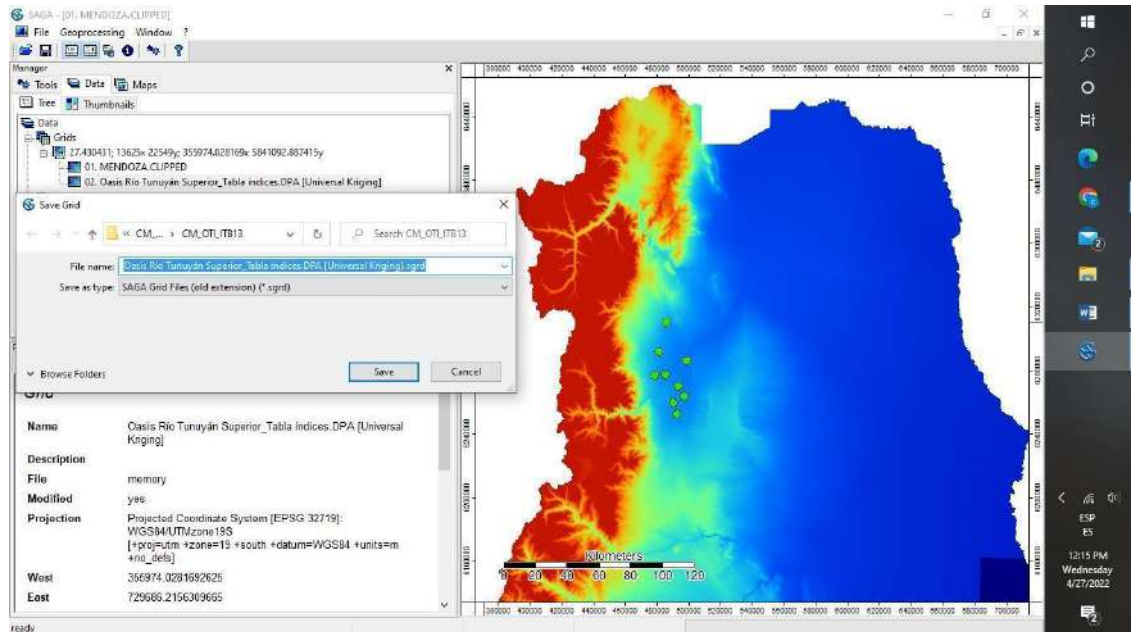 SAGA - [01. MENDOZA.CLIPPED]
File Geoprocessing Window ?
Manager
Tools Data Maps
Tree Thumbnails
Data
Grids
27.430431; 13625x 22549y; 355974.028169x 5841092.887415y
01. MENDOZA.CLIPPED
02. Oasis Río Tunuyán Superior_Tabla índices.DPA [Universal Kriging]
Save Grid
« CM_... › CM_OTI_ITB13
Search CM_OTI_ITB13
File name: Oasis Río Tunuyán Superior_Tabla índices.DPA [Universal Kriging].sgrd
Save as type: SAGA Grid Files (old extension) (*.sgrd)
Browse Folders
Save Cancel
Grid
Name Oasis Río Tunuyán Superior_Tabla índices.DPA [Universal
Kriging]
Description
File memory
Modified yes
Projection Projected Coordinate System [EPSG 32719]:
WGS84/UTMzone19S
[+proj=utm +zone=19 +south +datum=WGS84 +units=m
+no_defs]
West 355974.0281692625
East 729686.2156309665
ready
Kilometers
0 20 40 60 80 100 120
ESP
ES
12:15 PM
Wednesday
4/27/2022